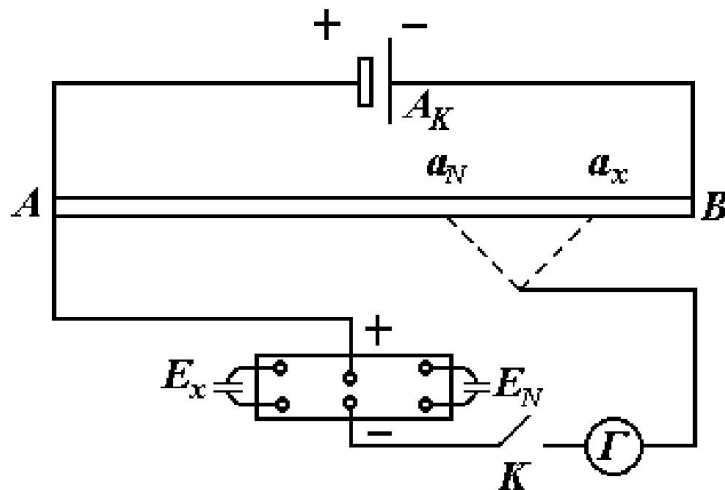 + −
A_K
a_N a_x
A B
+
E_x E_N
−
K Г